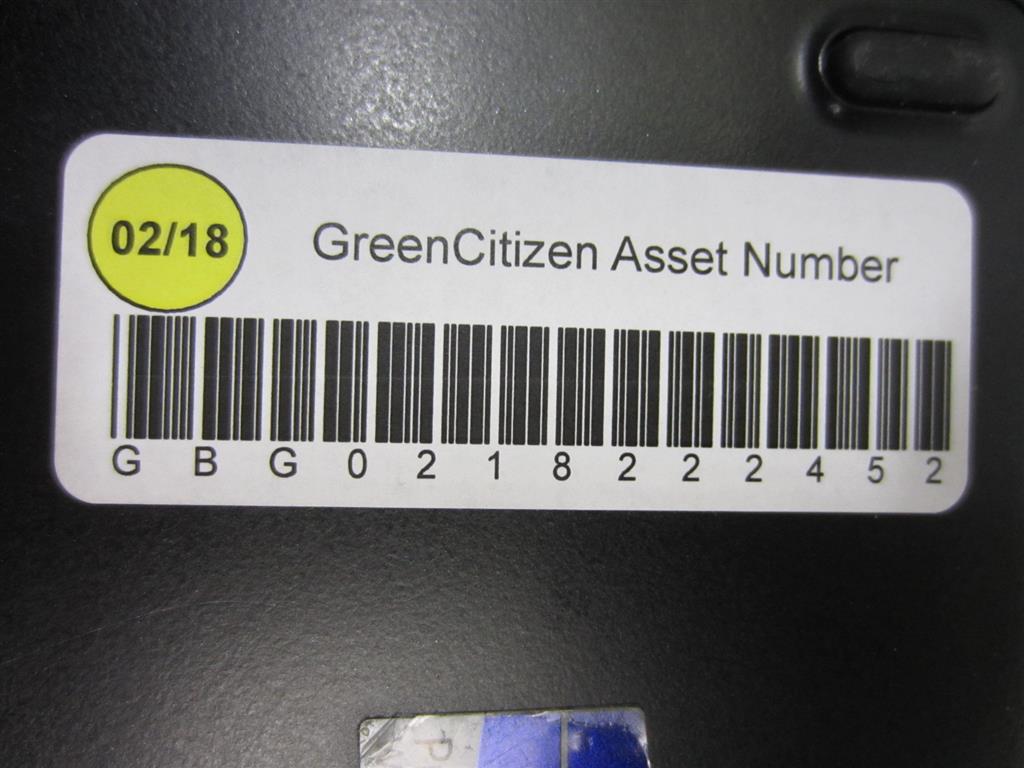 02/18
GreenCitizen Asset Number
G B G 0 2 1 8 2 2 2 4 5 2
P